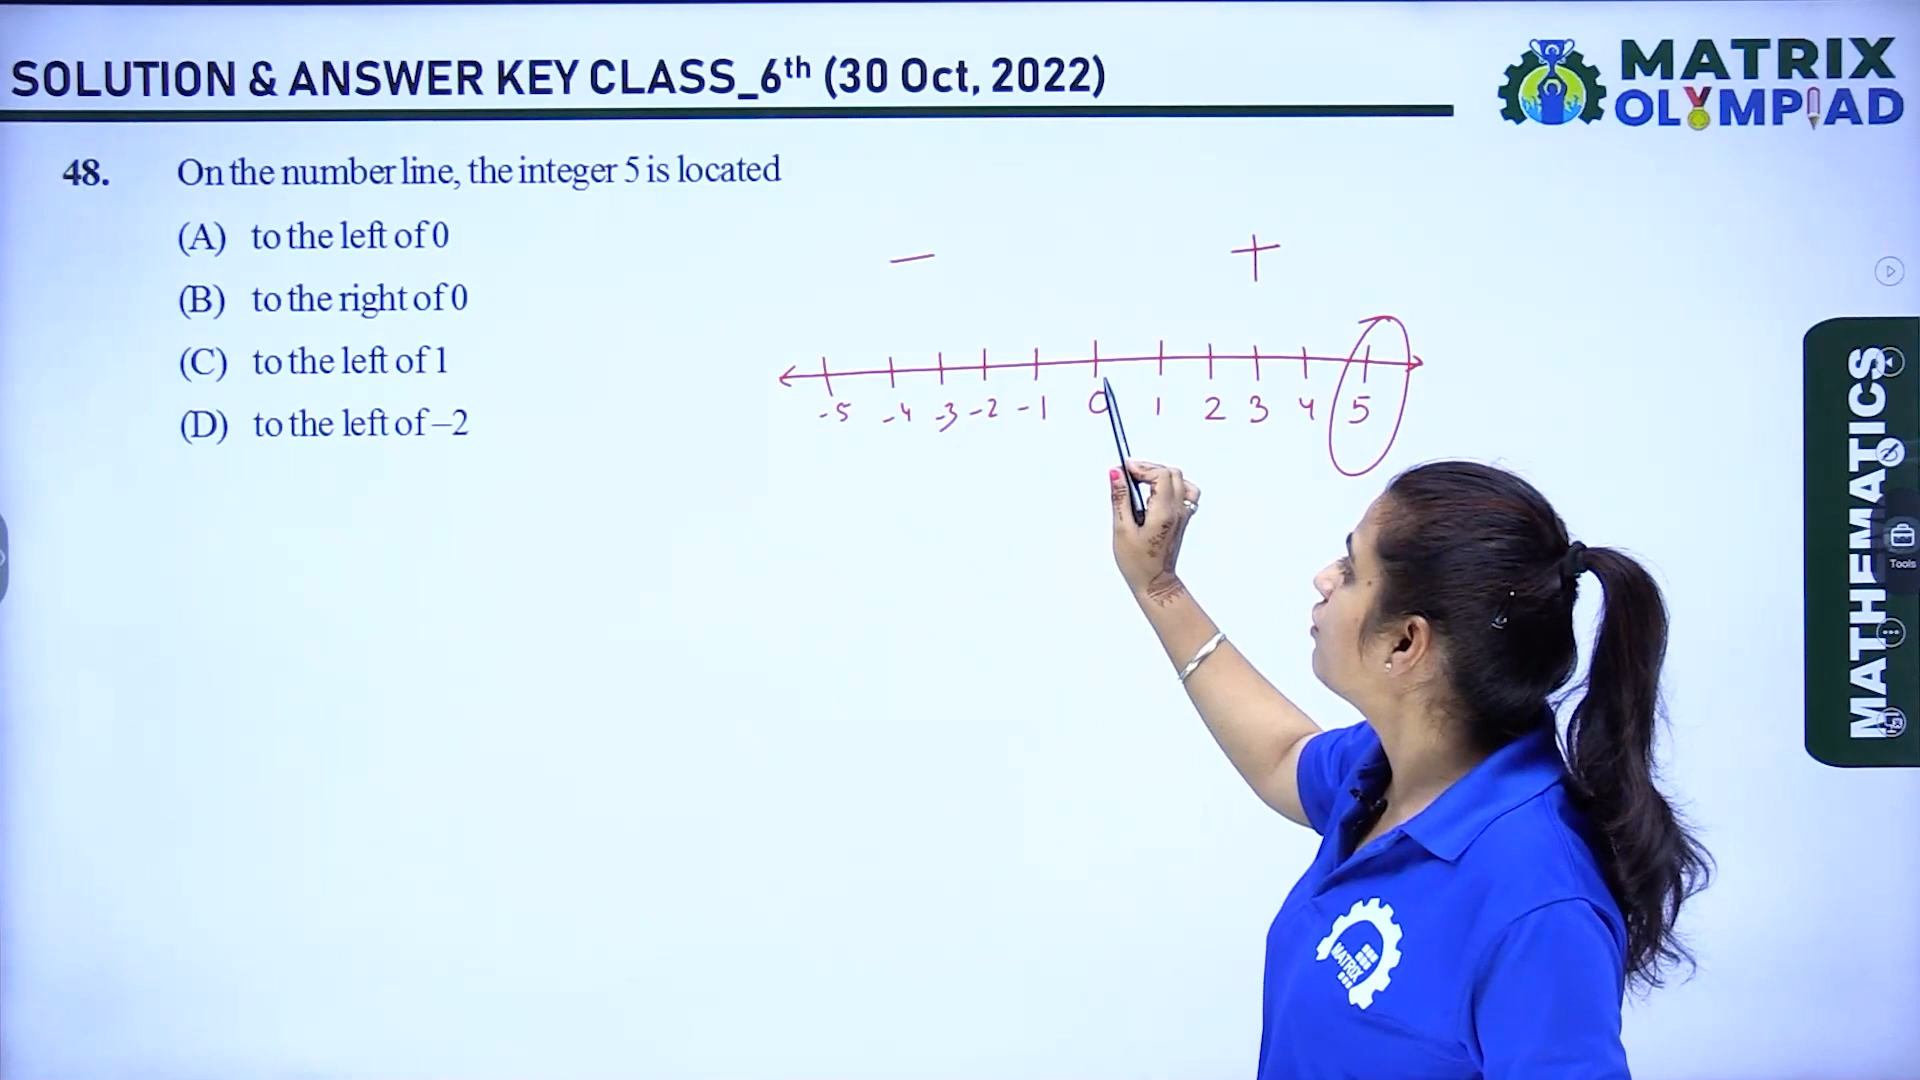 SOLUTION & ANSWER KEY CLASS_6th (30 Oct, 2022)
MATRIX
OLYMPIAD
48. On the number line, the integer 5 is located
(A) to the left of 0
(B) to the right of 0
(C) to the left of 1
(D) to the left of –2
− +
-5 -4 -3 -2 -1 0 1 2 3 4 5
MATHEMATICS
Tools
MATRIX